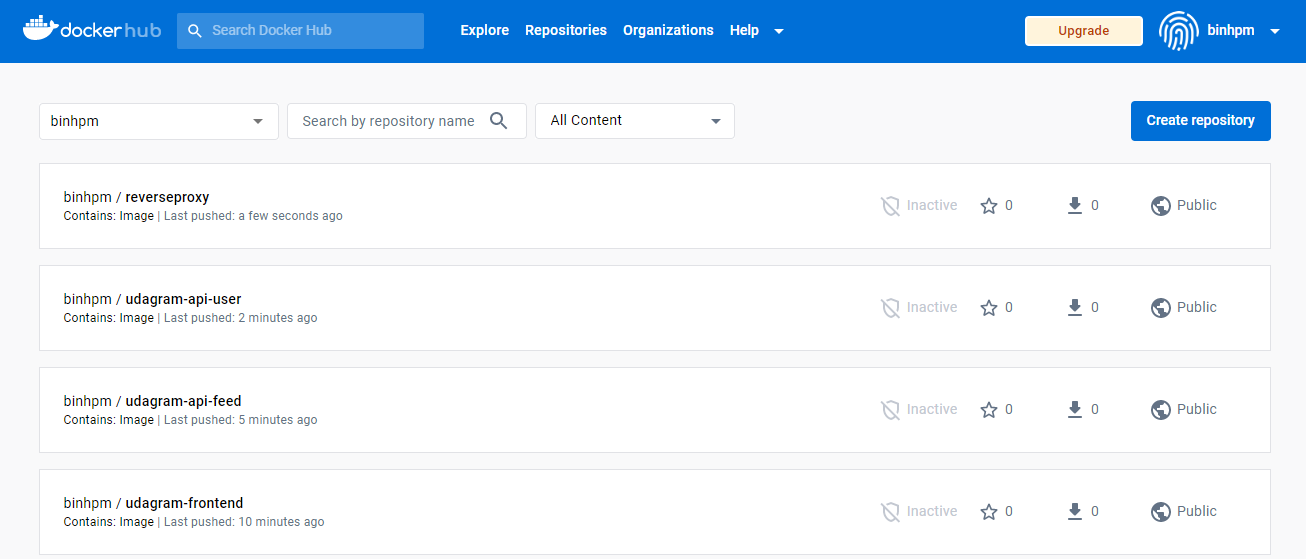 dockerhub Search Docker Hub Explore Repositories Organizations Help Upgrade binhpm
binhpm Search by repository name All Content Create repository
binhpm / reverseproxy
Contains: Image | Last pushed: a few seconds ago
Inactive 0 0 Public
binhpm / udagram-api-user
Contains: Image | Last pushed: 2 minutes ago
Inactive 0 0 Public
binhpm / udagram-api-feed
Contains: Image | Last pushed: 5 minutes ago
Inactive 0 0 Public
binhpm / udagram-frontend
Contains: Image | Last pushed: 10 minutes ago
Inactive 0 0 Public